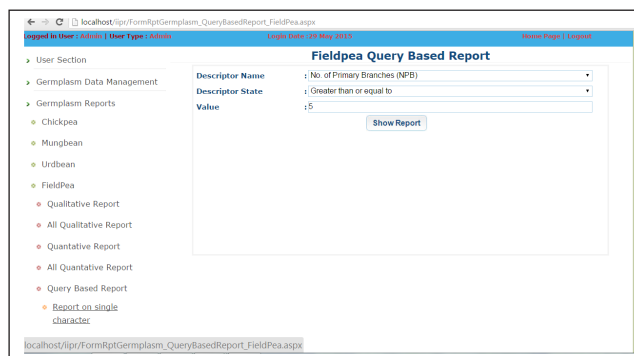 localhost/iipr/FormRptGermplasm_QueryBasedReport_FieldPea.aspx
Logged in User : Admin | User Type : Admin Login Date :29 May 2015 Home Page | Logout
User Section
Germplasm Data Management
Germplasm Reports
Chickpea
Mungbean
Urdbean
FieldPea
Qualitative Report
All Qualitative Report
Quantative Report
All Quantative Report
Query Based Report
Report on single
character
Fieldpea Query Based Report
Descriptor Name : No. of Primary Branches (NPB)
Descriptor State : Greater than or equal to
Value : 5
Show Report
localhost/iipr/FormRptGermplasm_QueryBasedReport_FieldPea.aspx